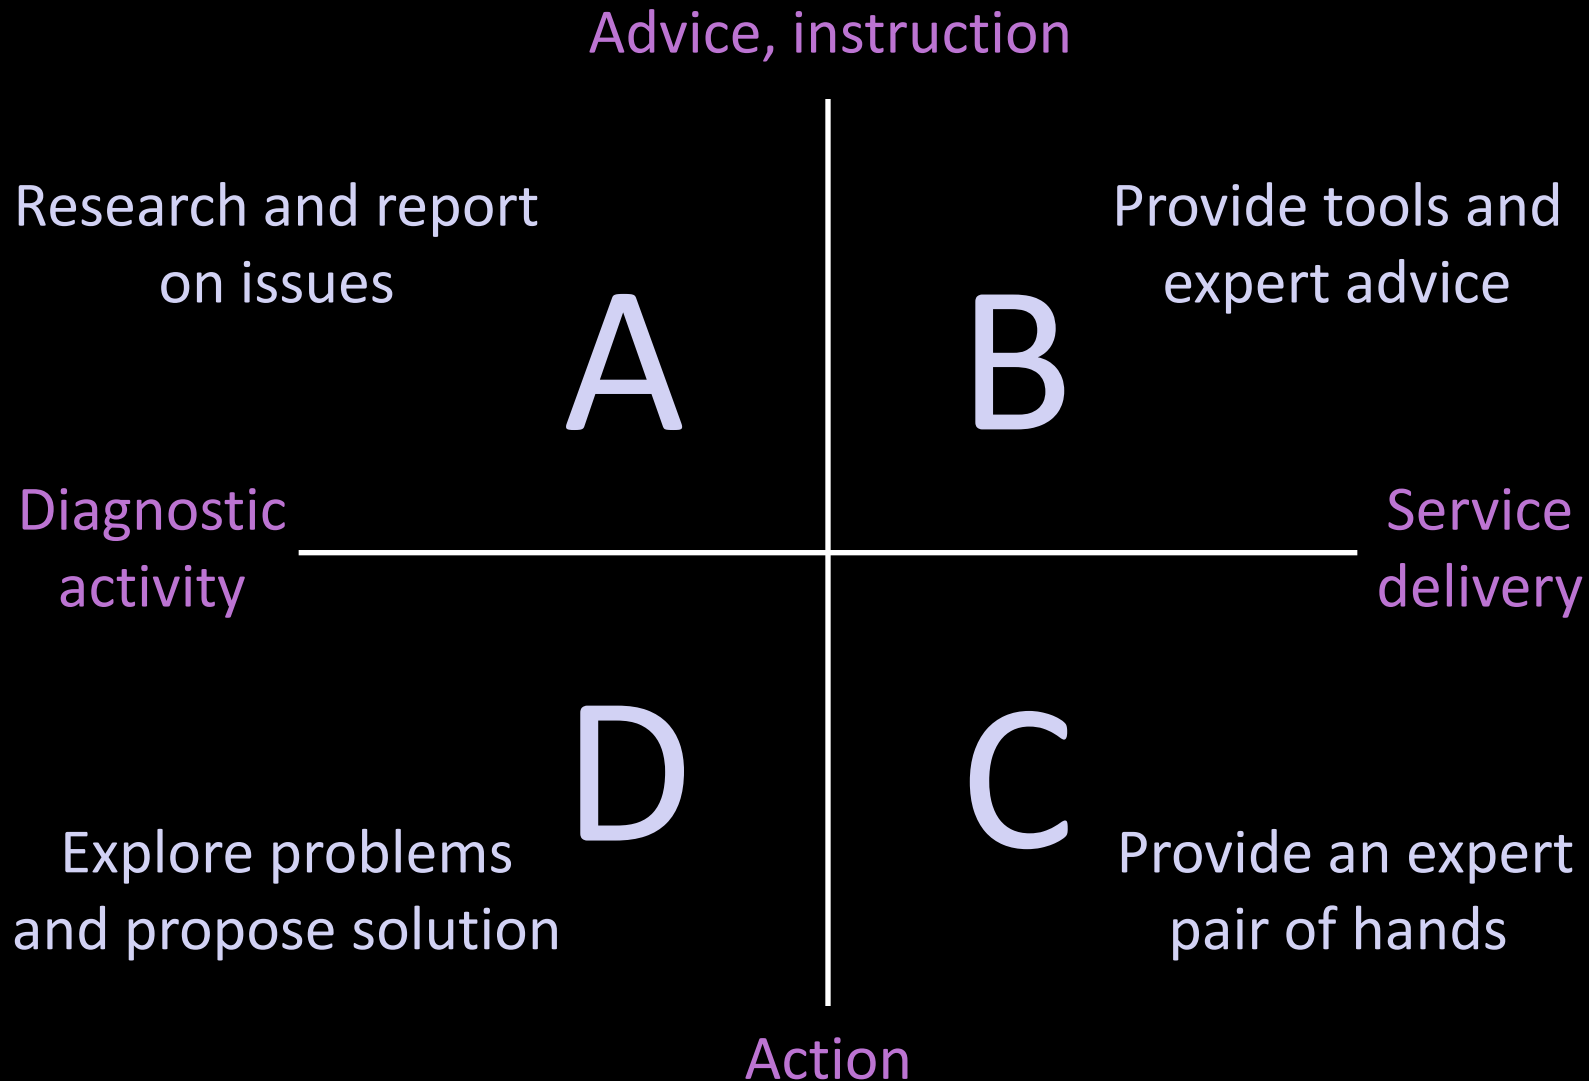 Advice, instruction
Research and report
on issues
A
B
Provide tools and
expert advice
Diagnostic
activity
Service
delivery
D
C
Explore problems
and propose solution
Provide an expert
pair of hands
Action